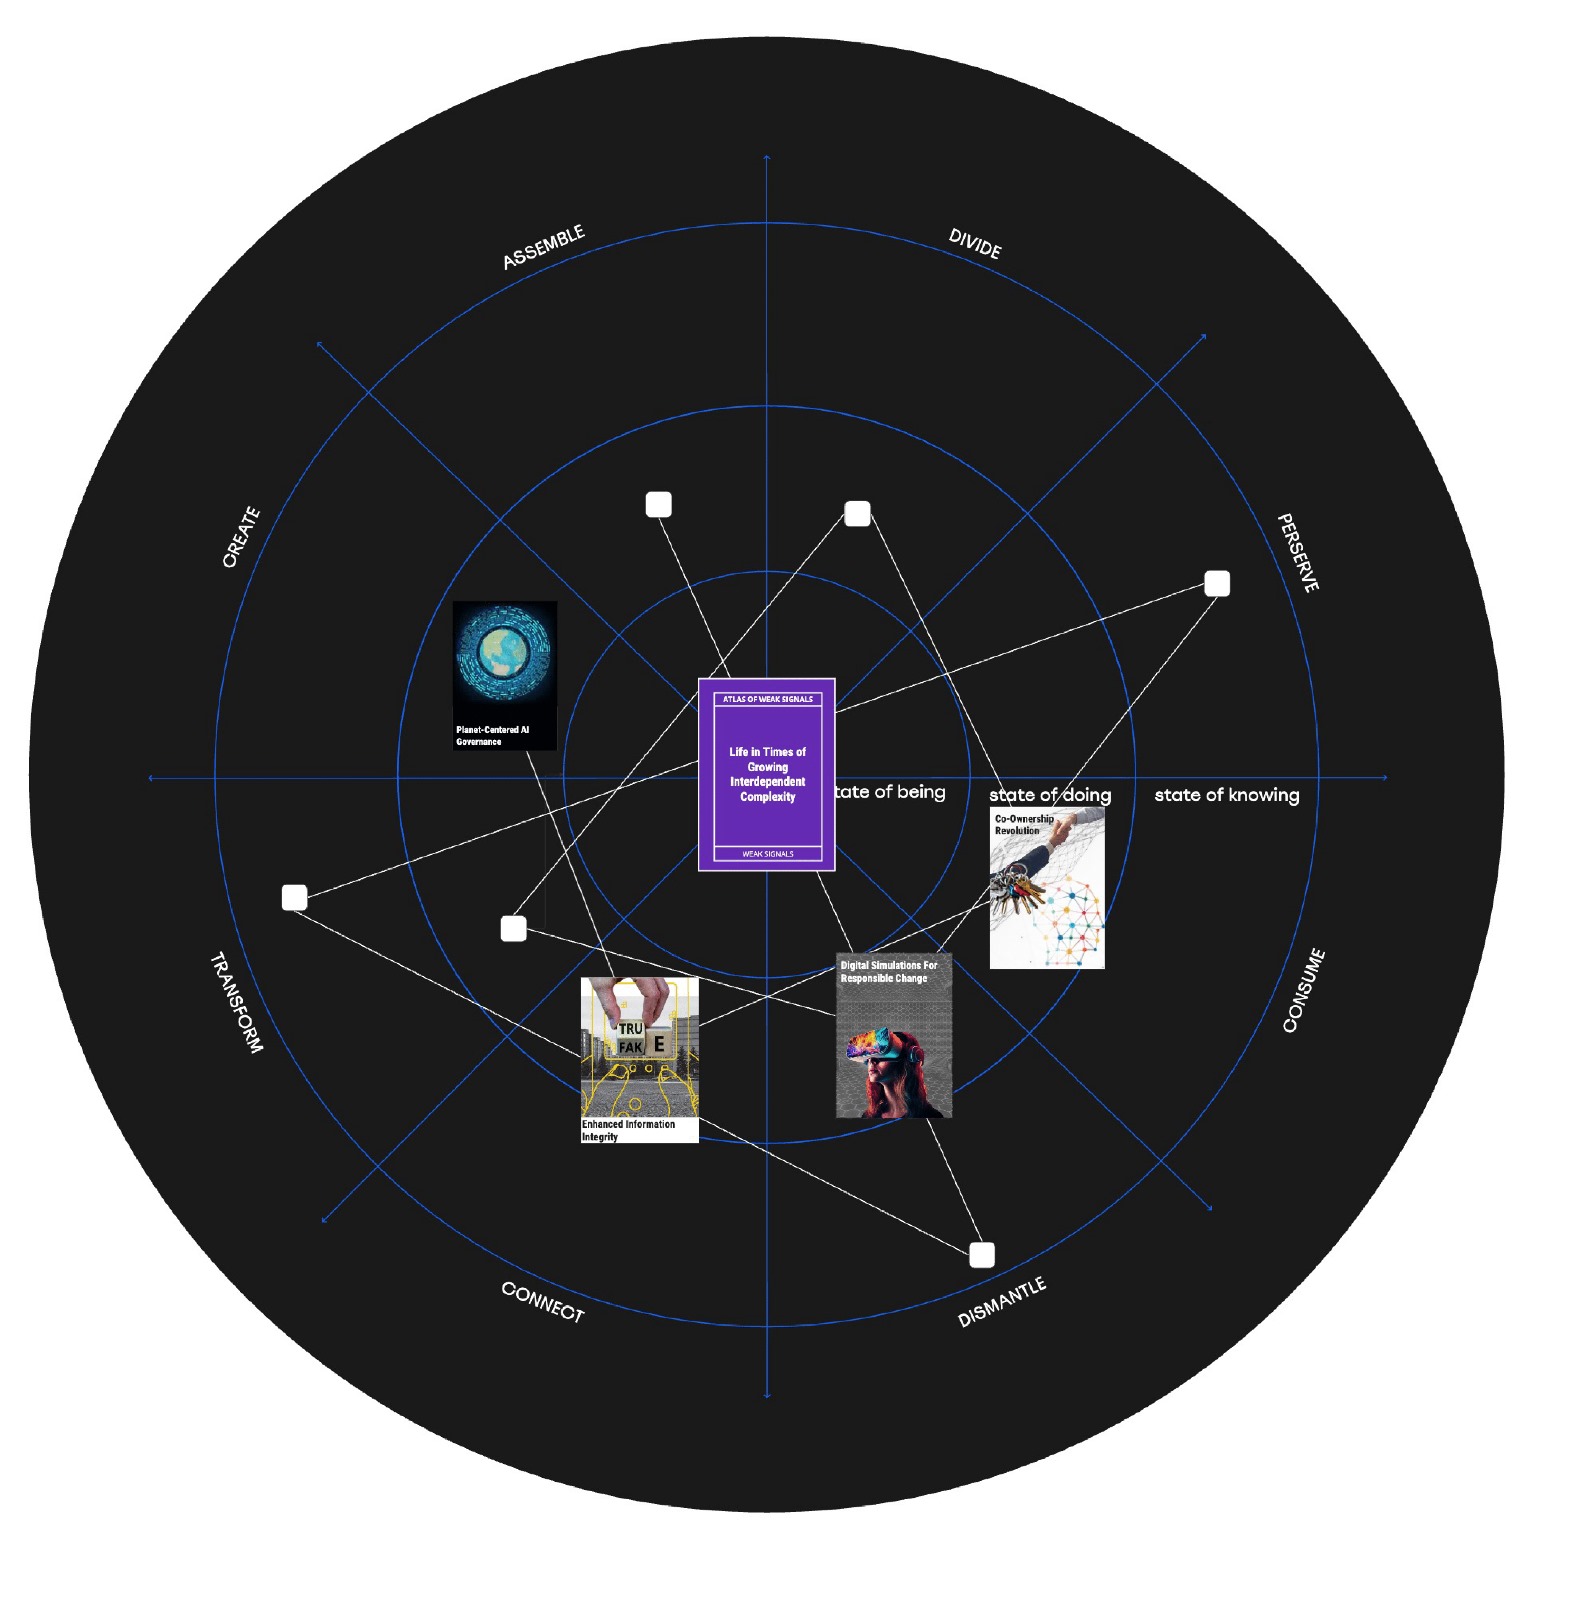 ASSEMBLE
DIVIDE
CREATE
PERSERVE
Planet-Centered AI
Governance
ATLAS OF WEAK SIGNALS
Life in Times of
Growing
Interdependent
Complexity
WEAK SIGNALS
tate of being
state of doing
state of knowing
Co-Ownership
Revolution
TRANSFORM
CONSUME
Digital Simulations For
Responsible Change
TRU
FAK E
Enhanced Information
Integrity
CONNECT
DISMANTLE